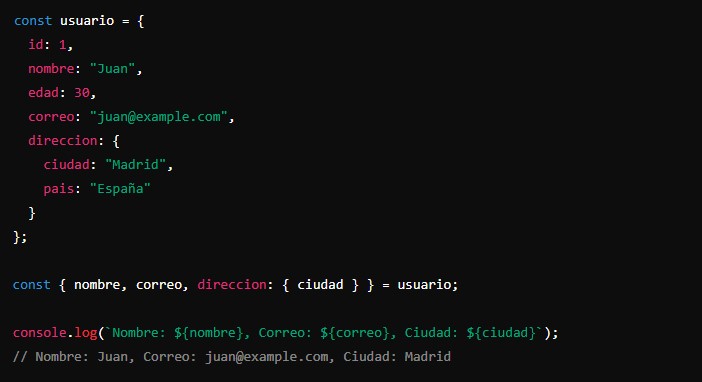 const usuario = {
  id: 1,
  nombre: "Juan",
  edad: 30,
  correo: "juan@example.com",
  direccion: {
    ciudad: "Madrid",
    pais: "España"
  }
};

const { nombre, correo, direccion: { ciudad } } = usuario;

console.log(`Nombre: ${nombre}, Correo: ${correo}, Ciudad: ${ciudad}`);
// Nombre: Juan, Correo: juan@example.com, Ciudad: Madrid